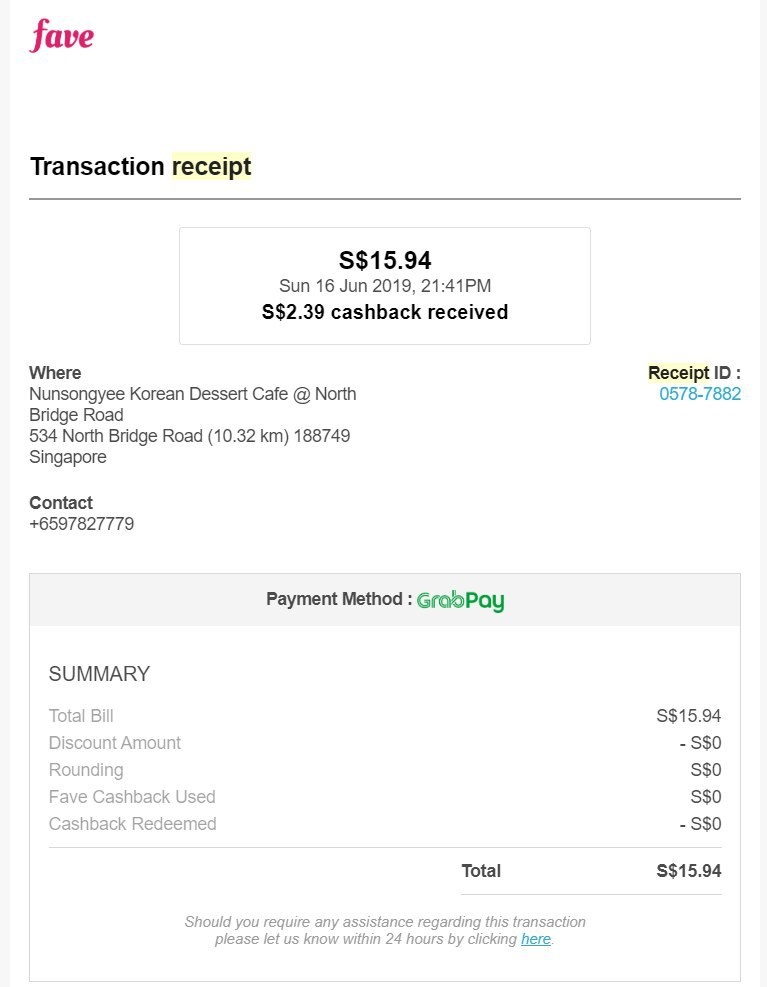 fave
Transaction receipt
S$15.94
Sun 16 Jun 2019, 21:41PM
S$2.39 cashback received
Where
Nunsongyee Korean Dessert Cafe @ North
Bridge Road
534 North Bridge Road (10.32 km) 188749
Singapore
Receipt ID :
0578-7882
Contact
+6597827779
Payment Method : GrabPay
SUMMARY
Total Bill S$15.94
Discount Amount - S$0
Rounding S$0
Fave Cashback Used S$0
Cashback Redeemed - S$0
Total S$15.94
Should you require any assistance regarding this transaction
please let us know within 24 hours by clicking here.